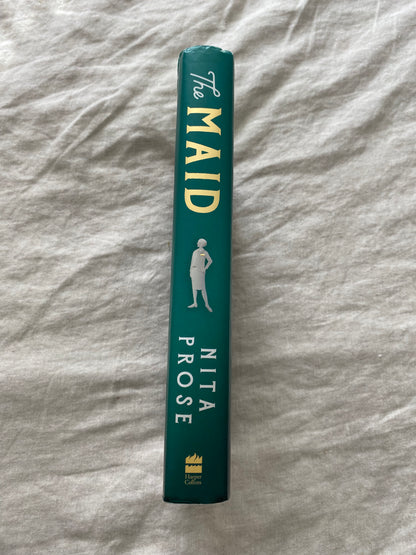 The
MAID
NITA
PROSE
Harper
Collins